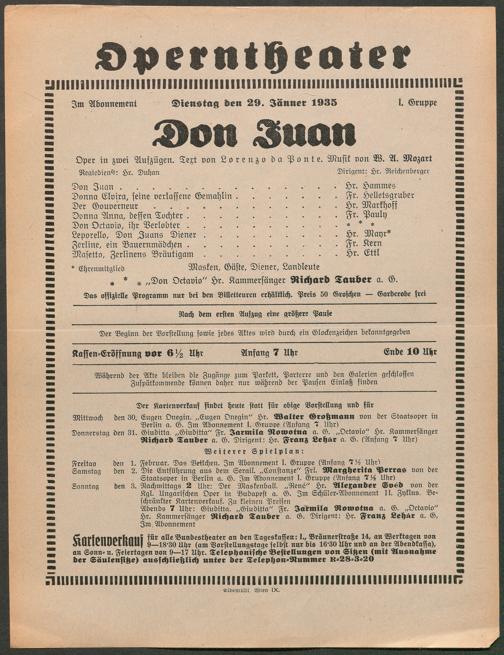 Operntheater
Im Abonnement Dienstag den 29. Jänner 1935 I. Gruppe
Don Juan
Oper in zwei Aufzügen. Text von Lorenzo da Ponte. Musik von W. A. Mozart
Realedienst: Hr. Duhan Dirigent: Hr. Reichenberger
Don Juan . . . . . . . . . . Hr. Hammes
Donna Elvira, seine verlassene Gemahlin . . . . . Fr. Helletsgruber
Der Gouverneur . . . . . . . . . . Hr. Markhoff
Donna Anna, dessen Tochter . . . . . . . . Fr. Pauly
Don Octavio, ihr Verlobter . . . . . . . . * * *
Leporello, Don Juans Diener . . . . . . . . Hr. Mayr*
Zerline, ein Bauernmädchen . . . . . . . . Fr. Kern
Masetto, Zerlinens Bräutigam . . . . . . . . Hr. Ettl
* Ehrenmitglied Masken, Gäste, Diener, Landleute
* * * „Don Octavio" Hr. Kammersänger Richard Tauber a. G.
Das offizielle Programm nur bei den Billetteuren erhältlich. Preis 50 Groschen — Garderobe frei
Nach dem ersten Aufzug eine größere Pause
Der Beginn der Vorstellung sowie jedes Aktes wird durch ein Glockenzeichen bekanntgegeben
Kassen-Eröffnung vor 6½ Uhr Anfang 7 Uhr Ende 10 Uhr
Während der Akte bleiben die Zugänge zum Parkett, Parterre und den Galerien geschlossen
Zuspätkommende können daher nur während der Pausen Einlaß finden
Der Kartenverkauf findet heute statt für obige Vorstellung und für
Mittwoch den 30. Eugen Onegin. „Eugen Onegin" Hr. Walter Großmann von der Staatsoper in
Berlin a. G. Im Abonnement I. Gruppe (Anfang 7 Uhr)
Donnerstag den 31. Giuditta. „Giuditta" Fr. Jarmila Novotna a. G. „Octavio" Hr. Kammersänger
Richard Tauber a. G. Dirigent: Hr. Franz Lehár a. G. (Anfang 7 Uhr)
Weiterer Spielplan:
Freitag den 1. Februar. Das Veilchen. Im Abonnement I. Gruppe (Anfang 7½ Uhr)
Samstag den 2. Die Entführung aus dem Serail. „Constanze" Frl. Margherita Perras von der
Staatsoper in Berlin a. G. Im Abonnement I. Gruppe (Anfang 7½ Uhr)
Sonntag den 3. Nachmittags 2 Uhr: Der Maskenball. „René" Hr. Alexander Svéd von der
Kgl. Ungarischen Oper in Budapest a. G. Im Schüler-Abonnement II. Zyklus. Be-
schränkter Kartenverkauf. Zu kleinen Preisen
Abends 7 Uhr: Giuditta. „Giuditta" Fr. Jarmila Novotna a. G. „Octavio"
Hr. Kammersänger Richard Tauber a. G. Dirigent: Hr. Franz Lehár a. G.
Im Abonnement
Kartenverkauf für alle Bundestheater an den Tageskassen: I., Bräunerstraße 14, an Werktagen von
9—18·30 Uhr (am Vorstellungstage selbst nur bis 16·30 Uhr und an der Abendkassa),
an Sonn- u. Feiertagen von 9—17 Uhr. Telephonische Bestellungen von Sitzen (mit Ausnahme
der Säulensitze) ausschließlich unter der Telephon-Nummer R-28-3-20